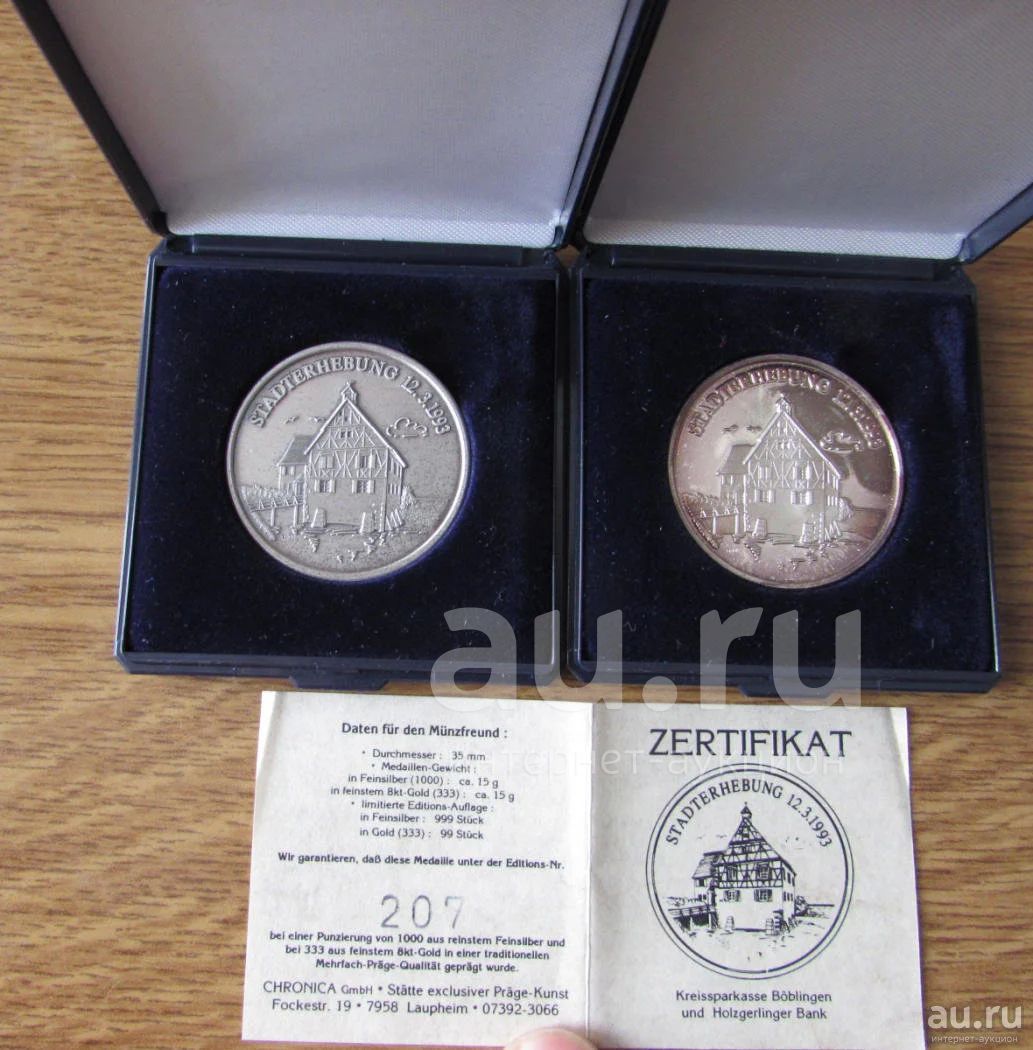 STADTERHEBUNG 12.3.1993
STADTERHEBUNG 12.3.1993
au.ru
интернет-аукцион
Daten für den Münzfreund :
• Durchmesser : 35 mm
• Medaillen-Gewicht :
in Feinsilber (1000) : ca. 15 g
in feinstem 8kt-Gold (333) : ca. 15 g
• limitierte Editions-Auflage :
in Feinsilber : 999 Stück
in Gold (333) : 99 Stück
Wir garantieren, daß diese Medaille unter der Editions-Nr.
207
bei einer Punzierung von 1000 aus reinstem Feinsilber und
bei 333 aus feinstem 8kt-Gold in einer traditionellen
Mehrfach-Präge-Qualität geprägt wurde.
CHRONICA GmbH • Stätte exclusiver Präge-Kunst
Fockestr. 19 • 7958 Laupheim • 07392-3066
ZERTIFIKAT
STADTERHEBUNG 12.3.1993
Kreissparkasse Böblingen
und Holzgerlinger Bank
au.ru
интернет-аукцион